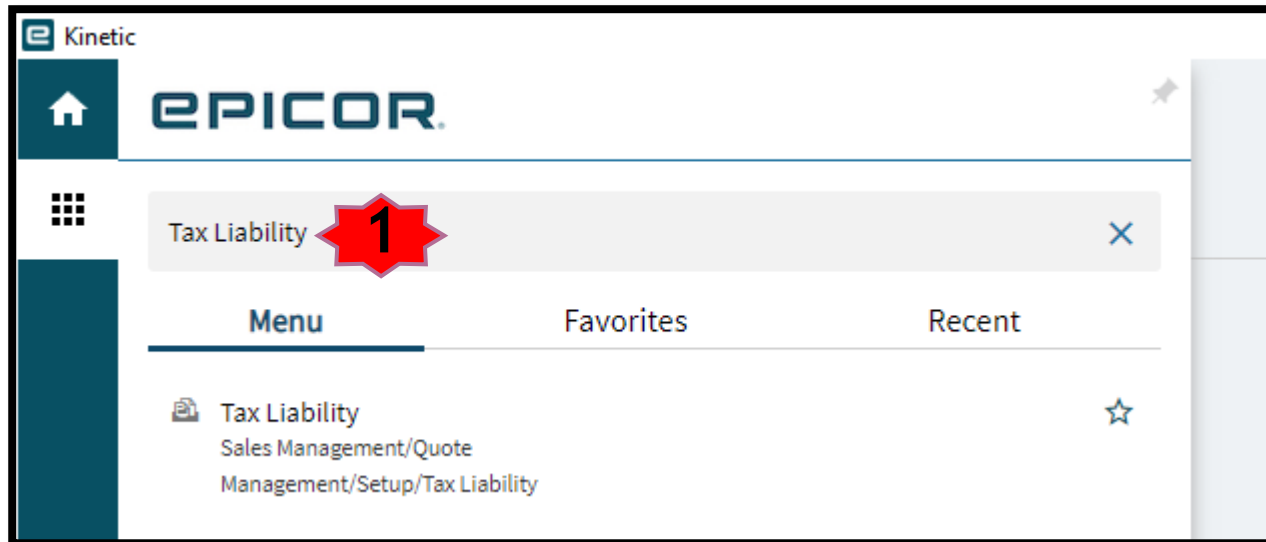 Kinetic
EPICOR.
Tax Liability 1
Menu Favorites Recent
Tax Liability
Sales Management/Quote
Management/Setup/Tax Liability